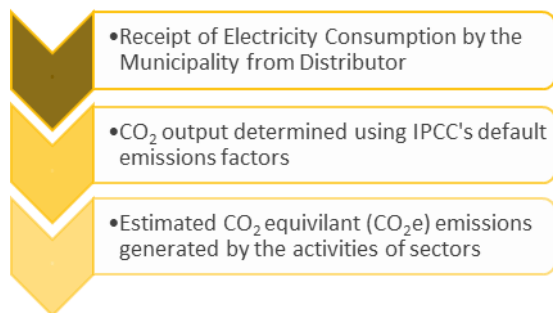 •Receipt of Electricity Consumption by the
Municipality from Distributor
•CO₂ output determined using IPCC's default
emissions factors
•Estimated CO₂ equivilant (CO₂e) emissions
generated by the activities of sectors